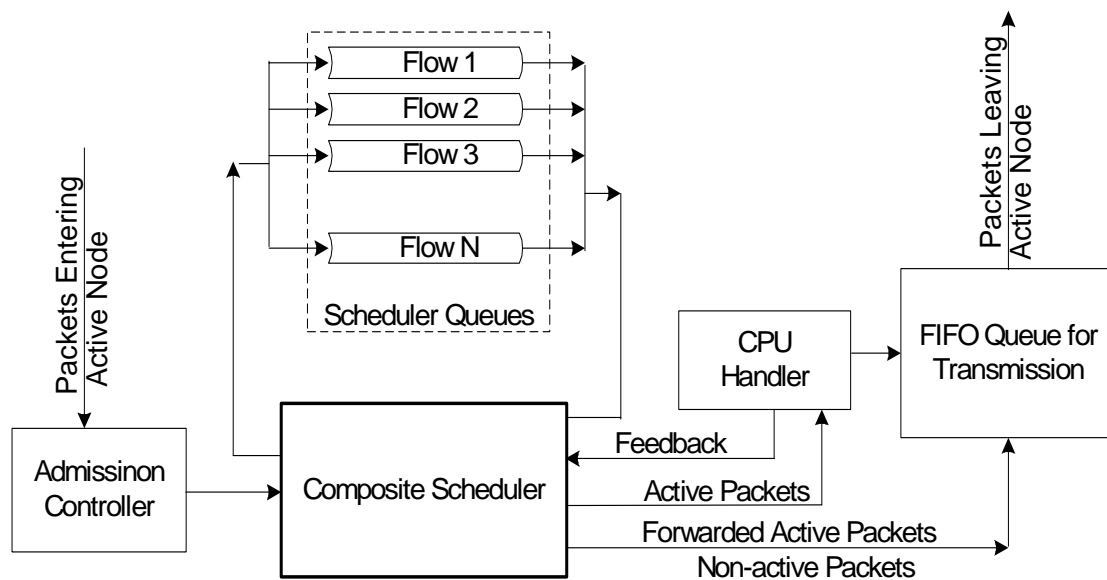 Flow 1
Flow 2
Flow 3
Flow N
Scheduler Queues
Packets Entering
Active Node
Packets Leaving
Active Node
CPU
Handler
FIFO Queue for
Transmission
Admissinon
Controller
Composite Scheduler
Feedback
Active Packets
Forwarded Active Packets
Non-active Packets